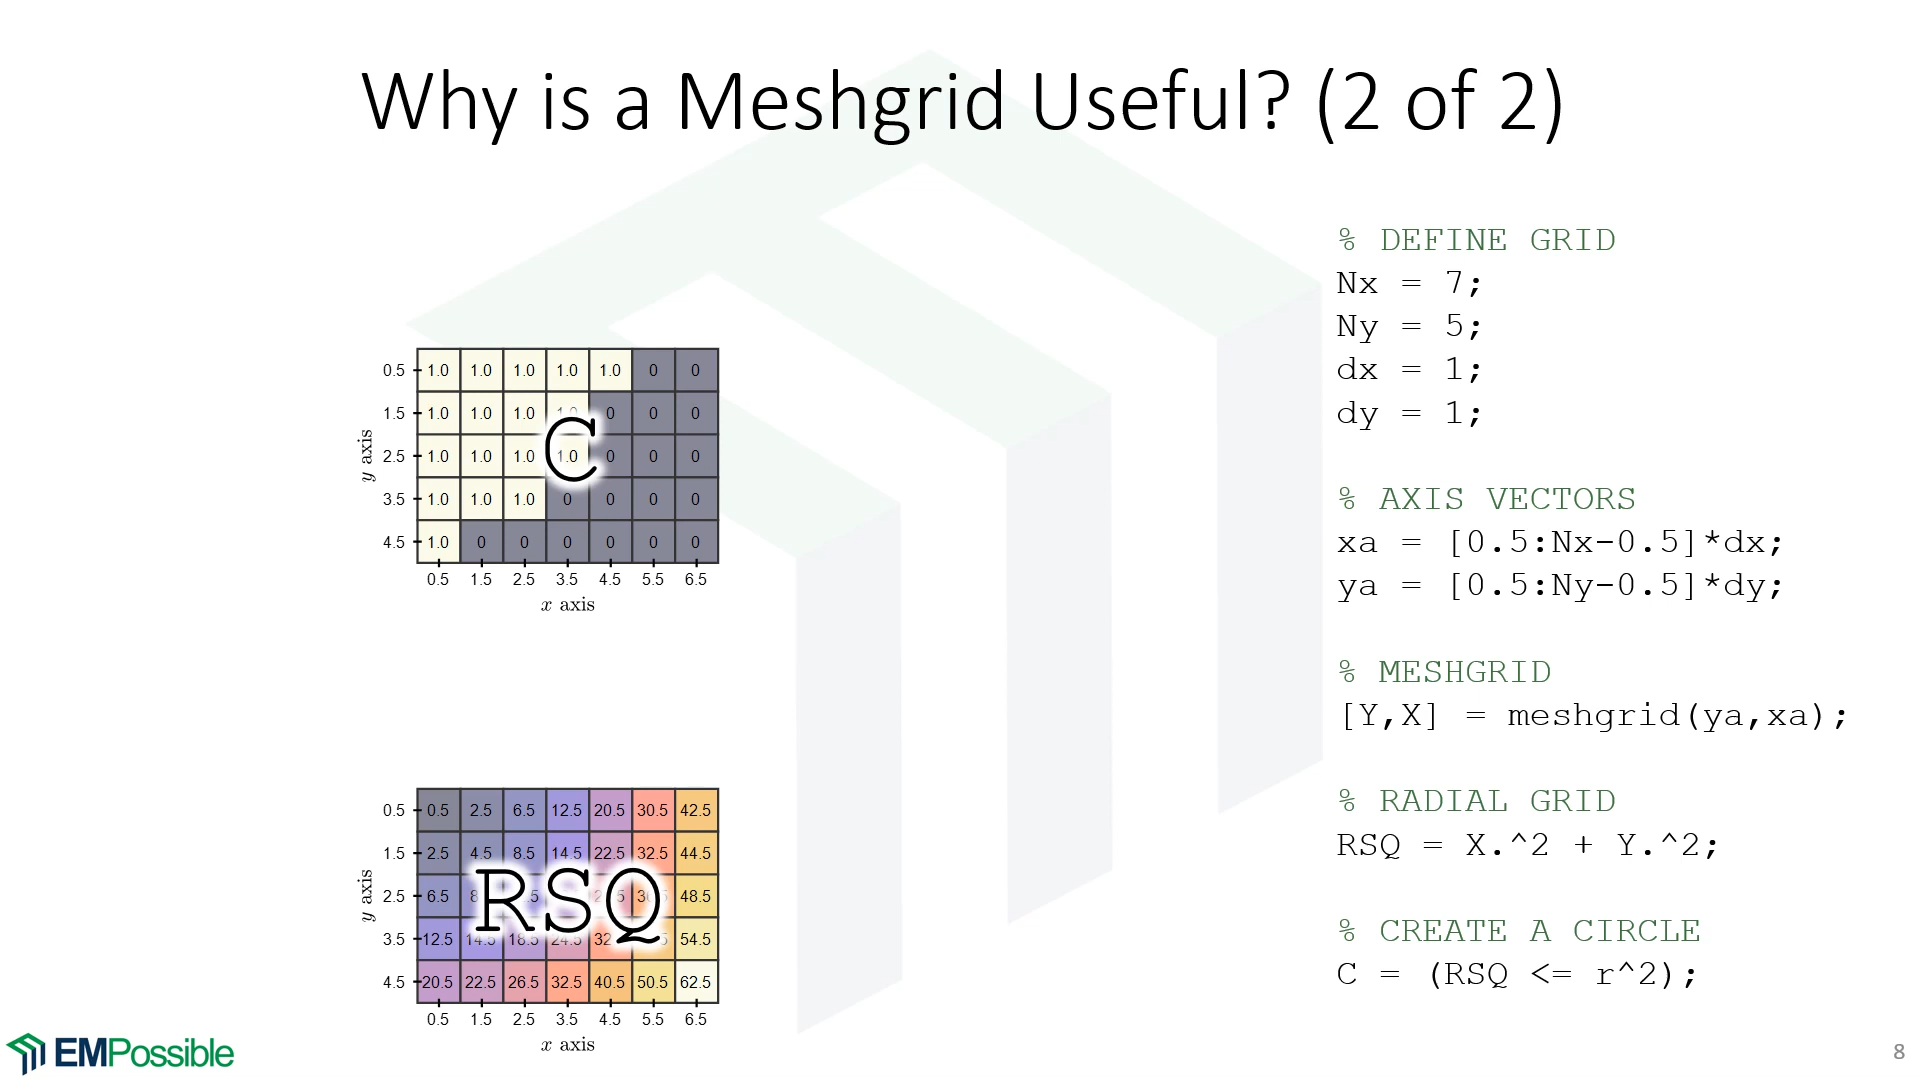 Why is a Meshgrid Useful? (2 of 2)
% DEFINE GRID
Nx = 7;
Ny = 5;
dx = 1;
dy = 1;
% AXIS VECTORS
xa = [0.5:Nx-0.5]*dx;
ya = [0.5:Ny-0.5]*dy;
% MESHGRID
[Y,X] = meshgrid(ya,xa);
% RADIAL GRID
RSQ = X.^2 + Y.^2;
% CREATE A CIRCLE
C = (RSQ <= r^2);
y axis
0.5 1.0 1.0 1.0 1.0 1.0 0 0
1.5 1.0 1.0 1.0 1.0 0 0 0
C
2.5 1.0 1.0 1.0 1.0 0 0 0
3.5 1.0 1.0 1.0 0 0 0 0
4.5 1.0 0 0 0 0 0 0
0.5 1.5 2.5 3.5 4.5 5.5 6.5
x axis
y axis
0.5 0.5 2.5 6.5 12.5 20.5 30.5 42.5
1.5 2.5 4.5 8.5 14.5 22.5 32.5 44.5
RSQ
2.5 6.5 48.5
3.5 12.5 14.5 18.5 24.5 54.5
4.5 20.5 22.5 26.5 32.5 40.5 50.5 62.5
0.5 1.5 2.5 3.5 4.5 5.5 6.5
x axis
EMPossible
8